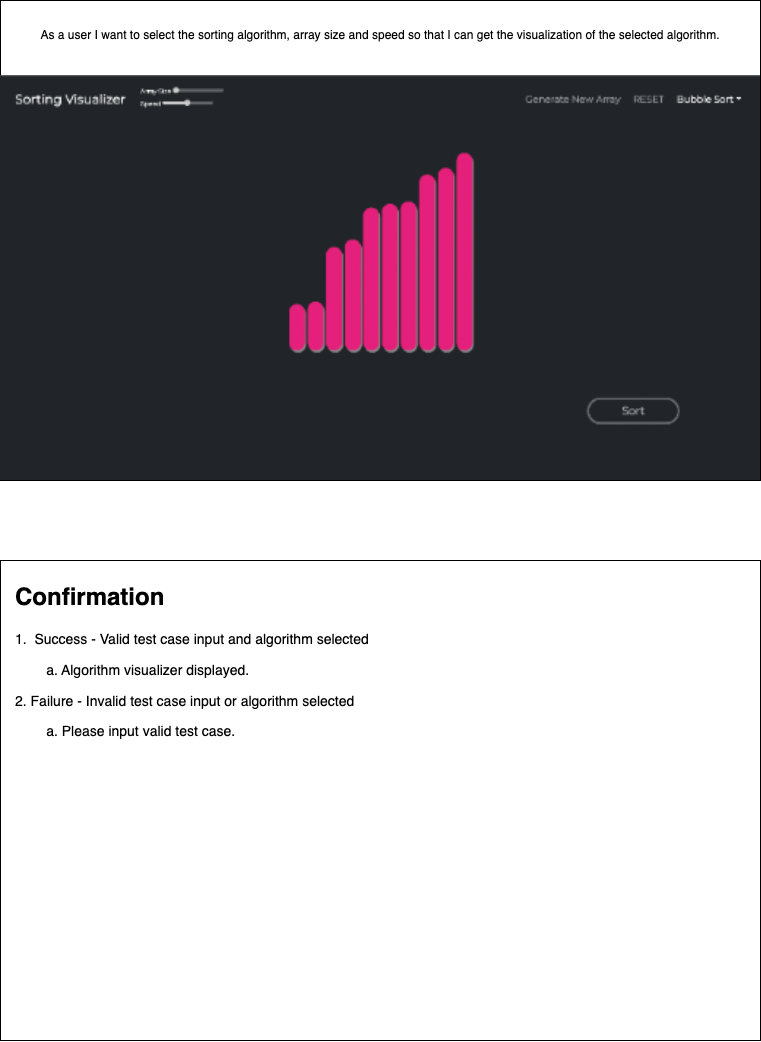 As a user I want to select the sorting algorithm, array size and speed so that I can get the visualization of the selected algorithm.
Sorting Visualizer
Array Size
Speed
Generate New Array RESET Bubble Sort
Sort
Confirmation
1. Success - Valid test case input and algorithm selected
a. Algorithm visualizer displayed.
2. Failure - Invalid test case input or algorithm selected
a. Please input valid test case.